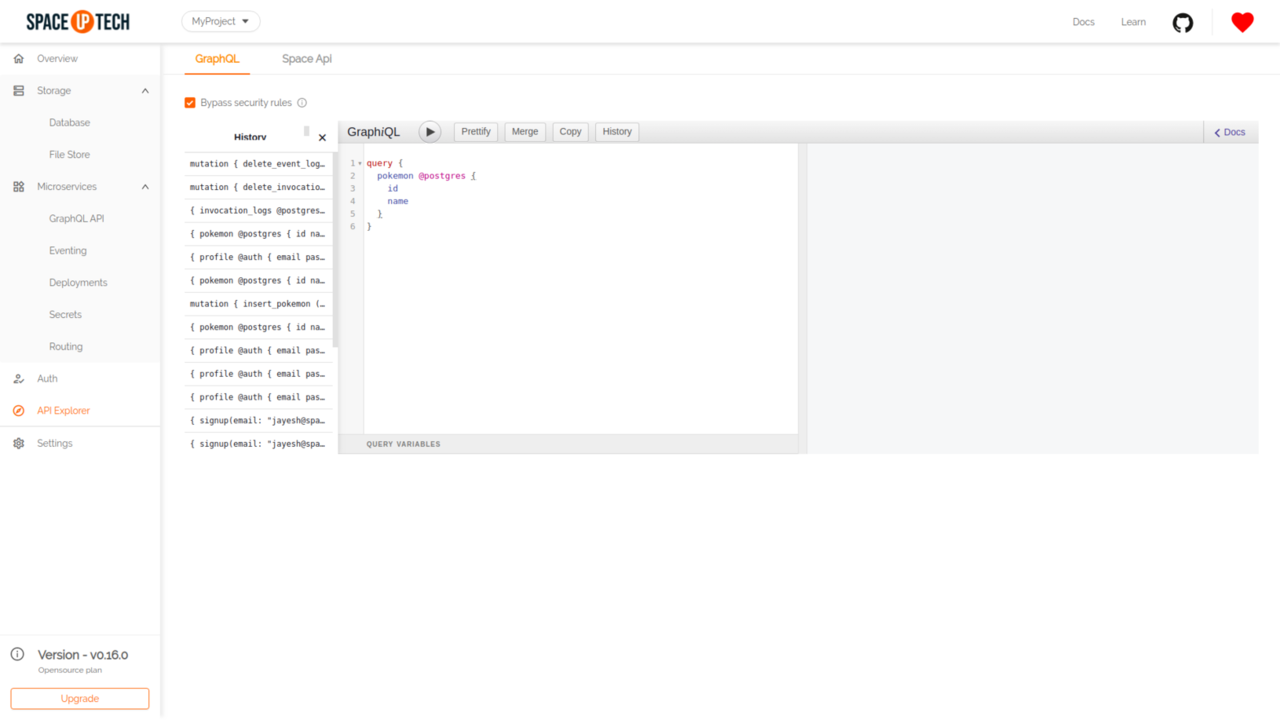 SPACE UP TECH
MyProject
Docs
Learn
Overview
Storage
Database
File Store
Microservices
GraphQL API
Eventing
Deployments
Secrets
Routing
Auth
API Explorer
Settings
Version - v0.16.0
Opensource plan
Upgrade
GraphQL
Space Api
Bypass security rules
History
mutation { delete_event_log…
mutation { delete_invocatio…
{ invocation_logs @postgres…
{ pokemon @postgres { id na…
{ profile @auth { email pas…
{ pokemon @postgres { id na…
mutation { insert_pokemon (…
{ pokemon @postgres { id na…
{ profile @auth { email pas…
{ profile @auth { email pas…
{ profile @auth { email pas…
{ signup(email: "jayesh@spa…
{ signup(email: "jayesh@spa…
GraphiQL
Prettify
Merge
Copy
History
Docs
1 query {
2 pokemon @postgres {
3 id
4 name
5 }
6 }
QUERY VARIABLES